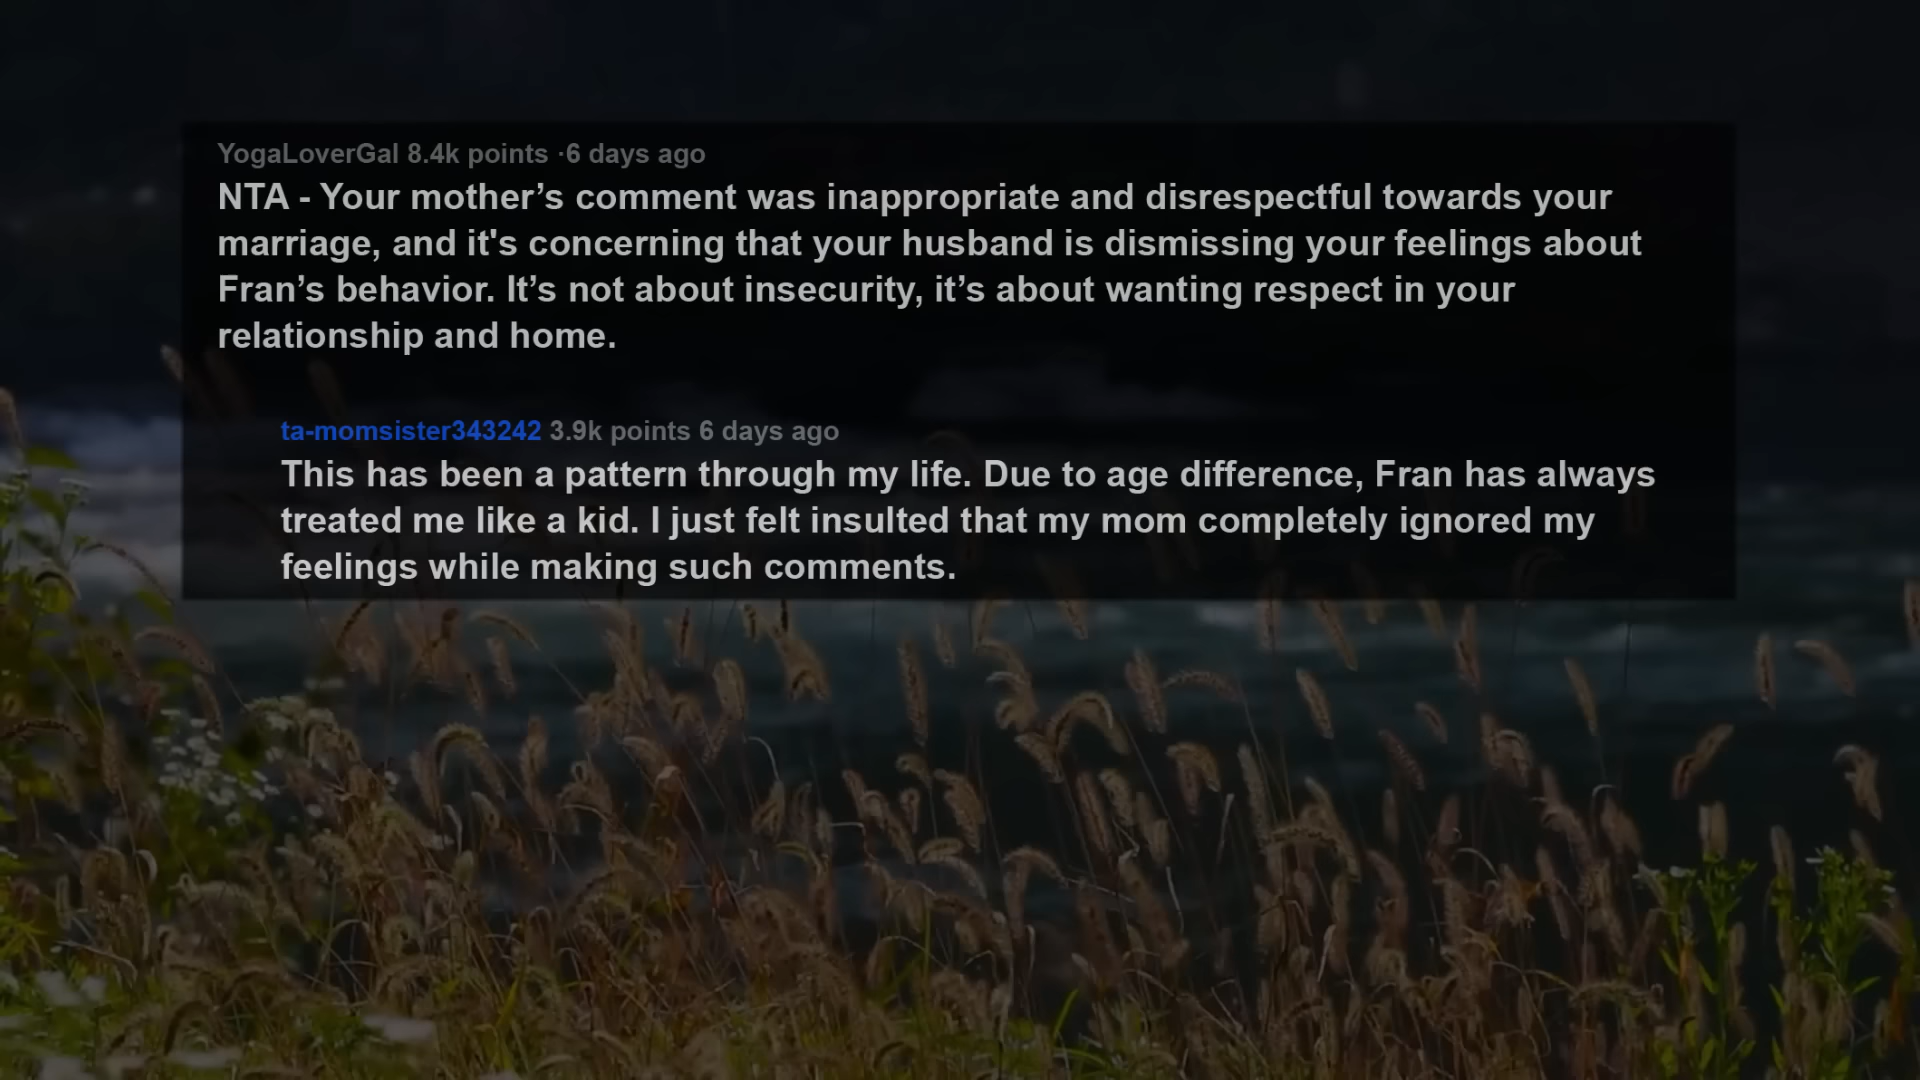 YogaLoverGal 8.4k points ·6 days ago
NTA - Your mother’s comment was inappropriate and disrespectful towards your
marriage, and it's concerning that your husband is dismissing your feelings about
Fran’s behavior. It’s not about insecurity, it’s about wanting respect in your
relationship and home.
ta-momsister343242 3.9k points 6 days ago
This has been a pattern through my life. Due to age difference, Fran has always
treated me like a kid. I just felt insulted that my mom completely ignored my
feelings while making such comments.